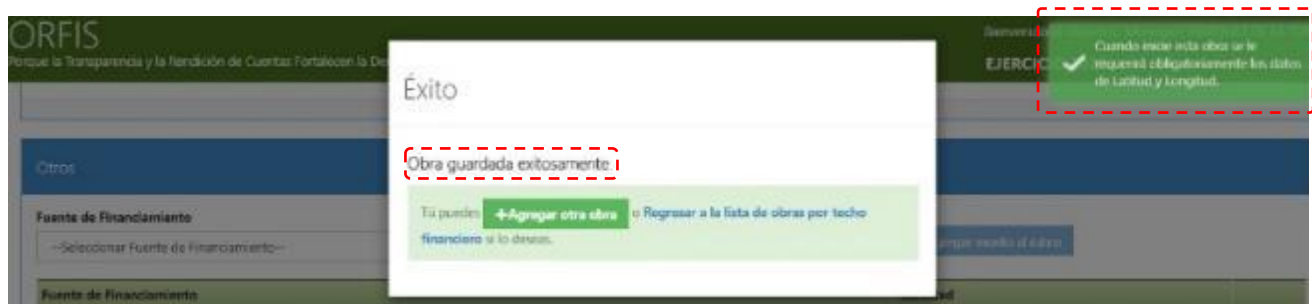 ORFIS
Porque la Transparencia y la Rendición de Cuentas Fortalecen la De
EJERCIC
Cuando inicie esta obra se le
requerirá obligatoriamente los datos
de Latitud y Longitud.
Éxito
Obra guardada exitosamente.
Tú puedes +Agregar otra obra o Regresar a la lista de obras por techo
financiero si lo deseas.
Otros
Fuente de Financiamiento
--Seleccionar Fuente de Financiamiento--
Fuente de Financiamiento